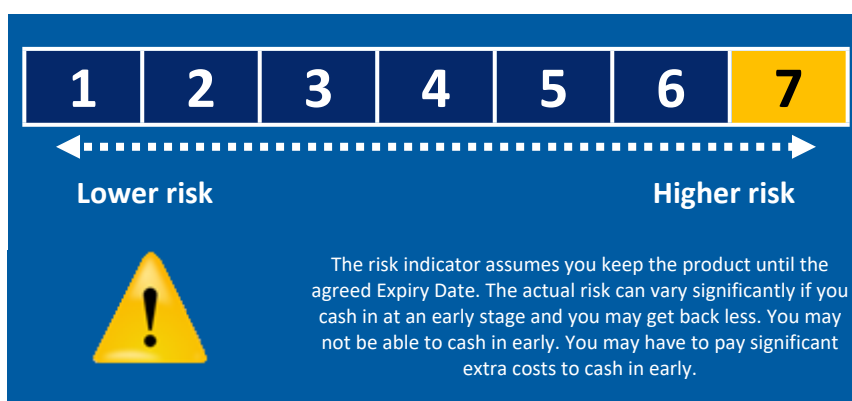 1 2 3 4 5 6 7
Lower risk Higher risk
The risk indicator assumes you keep the product until the
agreed Expiry Date. The actual risk can vary significantly if you
cash in at an early stage and you may get back less. You may
not be able to cash in early. You may have to pay significant
extra costs to cash in early.